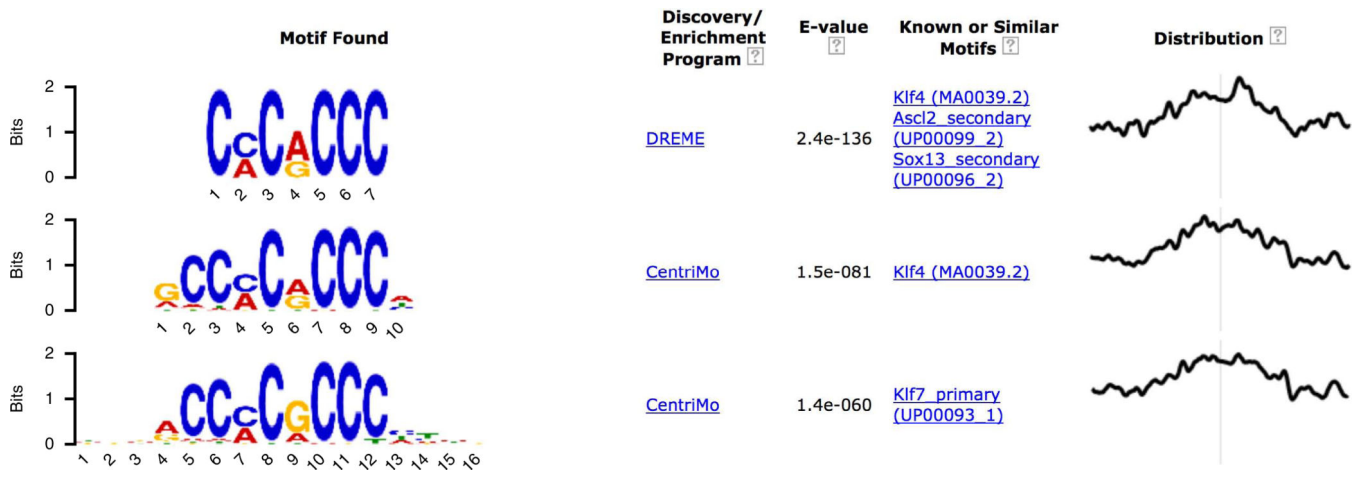 Motif Found
Discovery/
Enrichment
Program ?
E-value
?
Known or Similar
Motifs ?
Distribution ?
Bits
2
1
0
CCCACCC
A G
1 2 3 4 5 6 7
DREME
2.4e-136
Klf4 (MA0039.2)
Ascl2_secondary
(UP00099_2)
Sox13_secondary
(UP00096_2)
Bits
2
1
0
GCCCCACCCA
A A G
1 2 3 4 5 6 7 8 9 10
CentriMo
1.5e-081
Klf4 (MA0039.2)
Bits
2
1
0
ACCCCGCCC
G A A
1 2 3 4 5 6 7 8 9 10 11 12 13 14 15 16
CentriMo
1.4e-060
Klf7_primary
(UP00093_1)